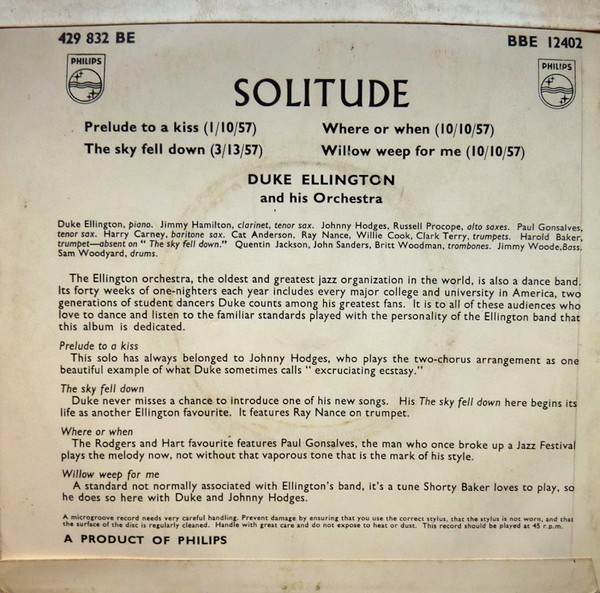 429 832 BE
BBE 12402
PHILIPS
PHILIPS
SOLITUDE
Prelude to a kiss (1/10/57)
Where or when (10/10/57)
The sky fell down (3/13/57)
Willow weep for me (10/10/57)
DUKE ELLINGTON
and his Orchestra
Duke Ellington, piano. Jimmy Hamilton, clarinet, tenor sax. Johnny Hodges, Russell Procope, alto saxes. Paul Gonsalves,
tenor sax. Harry Carney, baritone sax. Cat Anderson, Ray Nance, Willie Cook, Clark Terry, trumpets. Harold Baker,
trumpet—absent on " The sky fell down." Quentin Jackson, John Sanders, Britt Woodman, trombones. Jimmy Woode, Bass.
Sam Woodyard, drums.
The Ellington orchestra, the oldest and greatest jazz organization in the world, is also a dance band.
Its forty weeks of one-nighters each year includes every major college and university in America, two
generations of student dancers Duke counts among his greatest fans. It is to all of these audiences who
love to dance and listen to the familiar standards played with the personality of the Ellington band that
this album is dedicated.
Prelude to a kiss
This solo has always belonged to Johnny Hodges, who plays the two-chorus arrangement as one
beautiful example of what Duke sometimes calls " excruciating ecstasy."
The sky fell down
Duke never misses a chance to introduce one of his new songs. His The sky fell down here begins its
life as another Ellington favourite. It features Ray Nance on trumpet.
Where or when
The Rodgers and Hart favourite features Paul Gonsalves, the man who once broke up a Jazz Festival
plays the melody now, not without that vaporous tone that is the mark of his style.
Willow weep for me
A standard not normally associated with Ellington's band, it's a tune Shorty Baker loves to play, so
he does so here with Duke and Johnny Hodges.
A microgroove record needs very careful handling. Prevent damage by ensuring that you use the correct stylus, that the stylus is not worn, and that
the surface of the disc is regularly cleaned. Handle with great care and do not expose to heat or dust. This record should be played at 45 r.p.m.
A PRODUCT OF PHILIPS